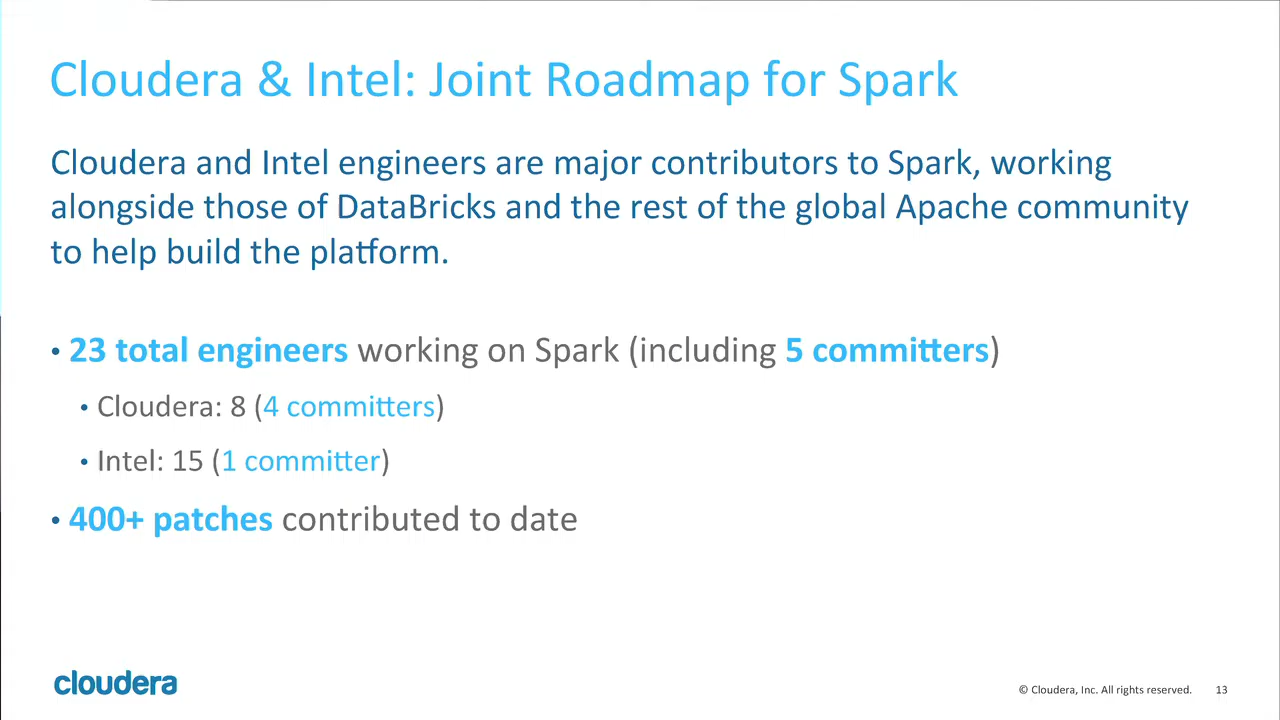 Cloudera & Intel: Joint Roadmap for Spark
Cloudera and Intel engineers are major contributors to Spark, working
alongside those of DataBricks and the rest of the global Apache community
to help build the platform.
• 23 total engineers working on Spark (including 5 committers)
• Cloudera: 8 (4 committers)
• Intel: 15 (1 committer)
• 400+ patches contributed to date
cloudera
© Cloudera, Inc. All rights reserved. 13